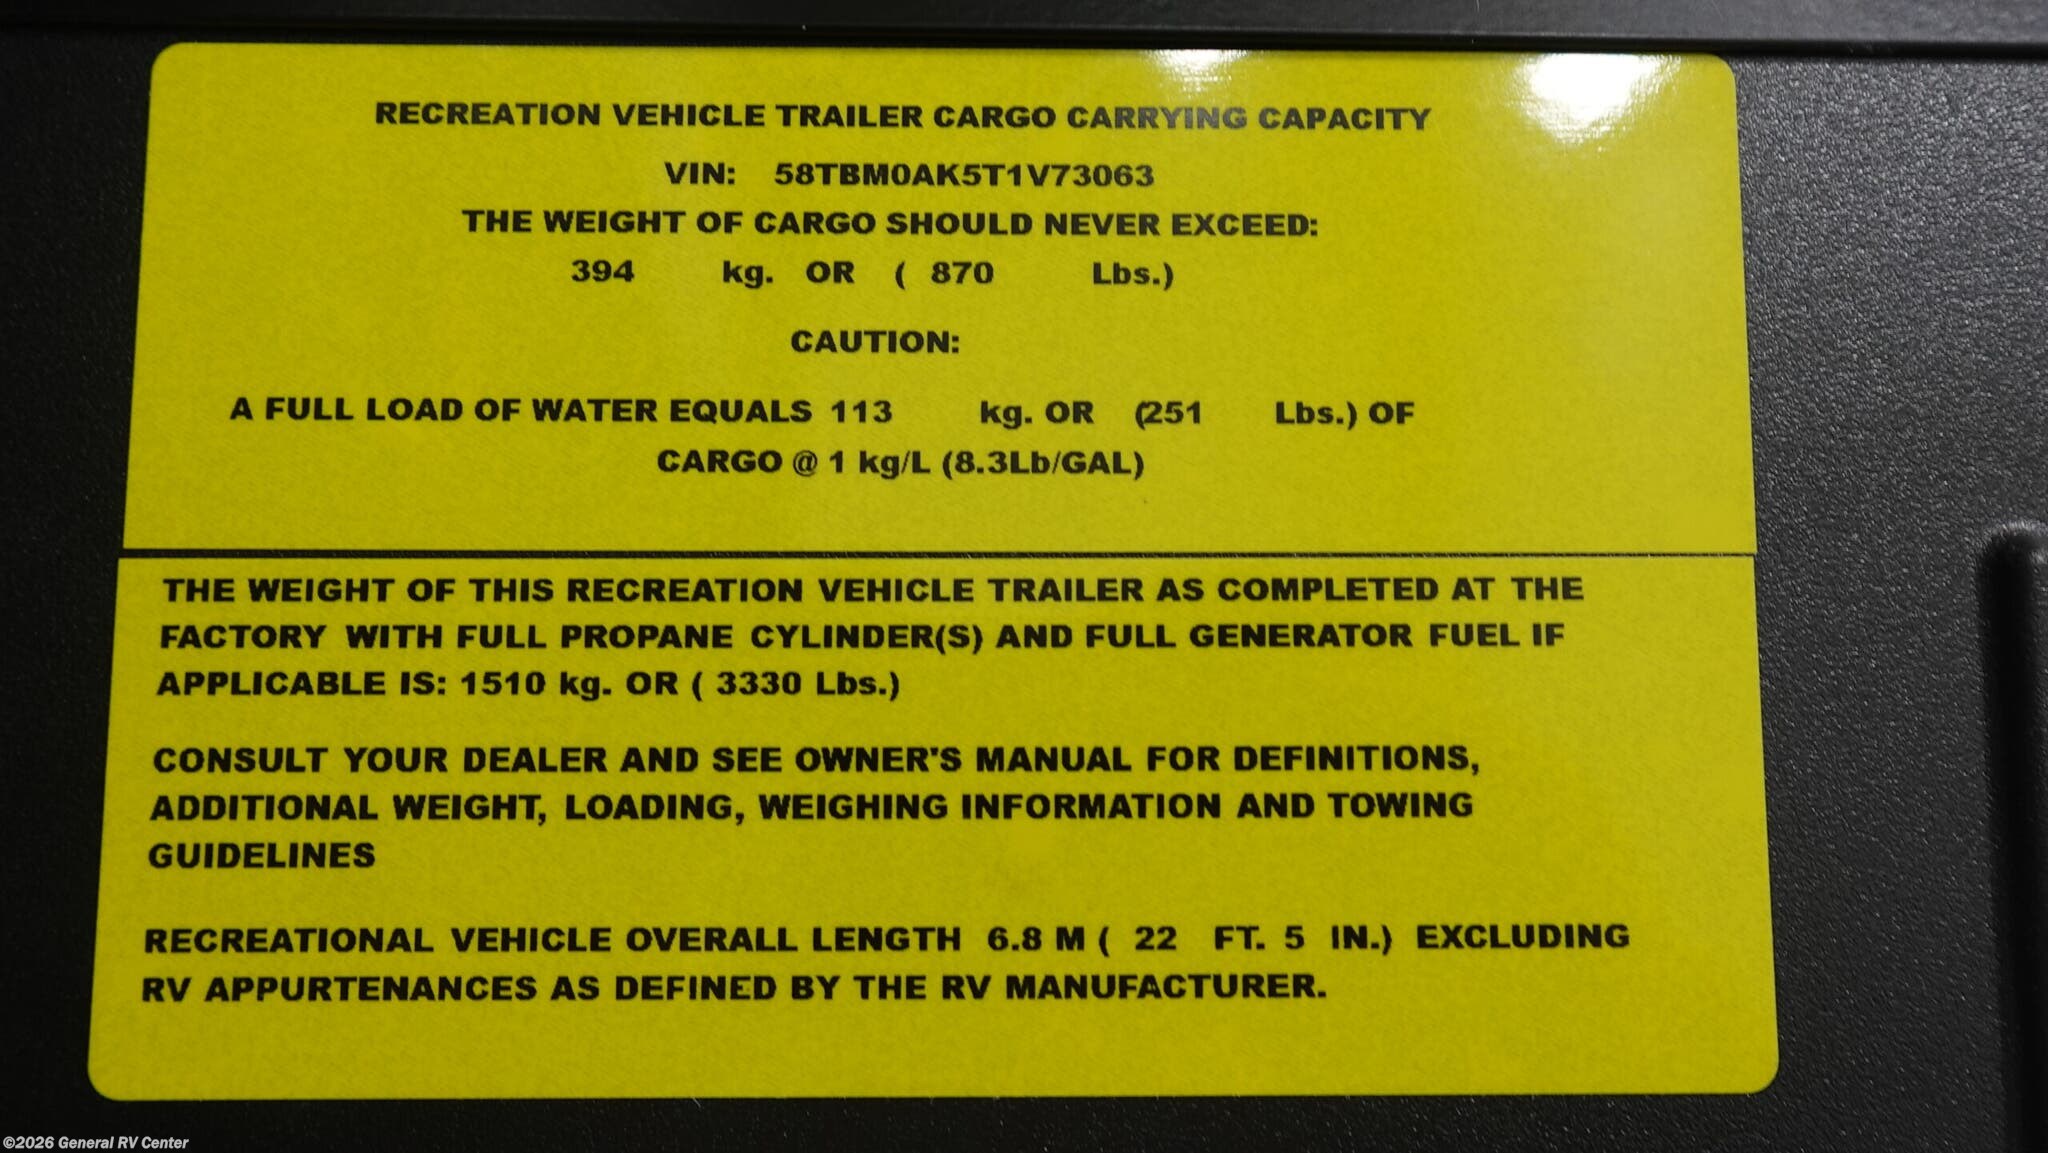 RECREATION VEHICLE TRAILER CARGO CARRYING CAPACITY
VIN: 58TBM0AK5T1V73063
THE WEIGHT OF CARGO SHOULD NEVER EXCEED:
394 kg. OR ( 870 Lbs.)
CAUTION:
A FULL LOAD OF WATER EQUALS 113 kg. OR (251 Lbs.) OF
CARGO @ 1 kg/L (8.3Lb/GAL)
THE WEIGHT OF THIS RECREATION VEHICLE TRAILER AS COMPLETED AT THE
FACTORY WITH FULL PROPANE CYLINDER(S) AND FULL GENERATOR FUEL IF
APPLICABLE IS: 1510 kg. OR ( 3330 Lbs.)
CONSULT YOUR DEALER AND SEE OWNER'S MANUAL FOR DEFINITIONS,
ADDITIONAL WEIGHT, LOADING, WEIGHING INFORMATION AND TOWING
GUIDELINES
RECREATIONAL VEHICLE OVERALL LENGTH 6.8 M ( 22 FT. 5 IN.) EXCLUDING
RV APPURTENANCES AS DEFINED BY THE RV MANUFACTURER.
©2026 General RV Center